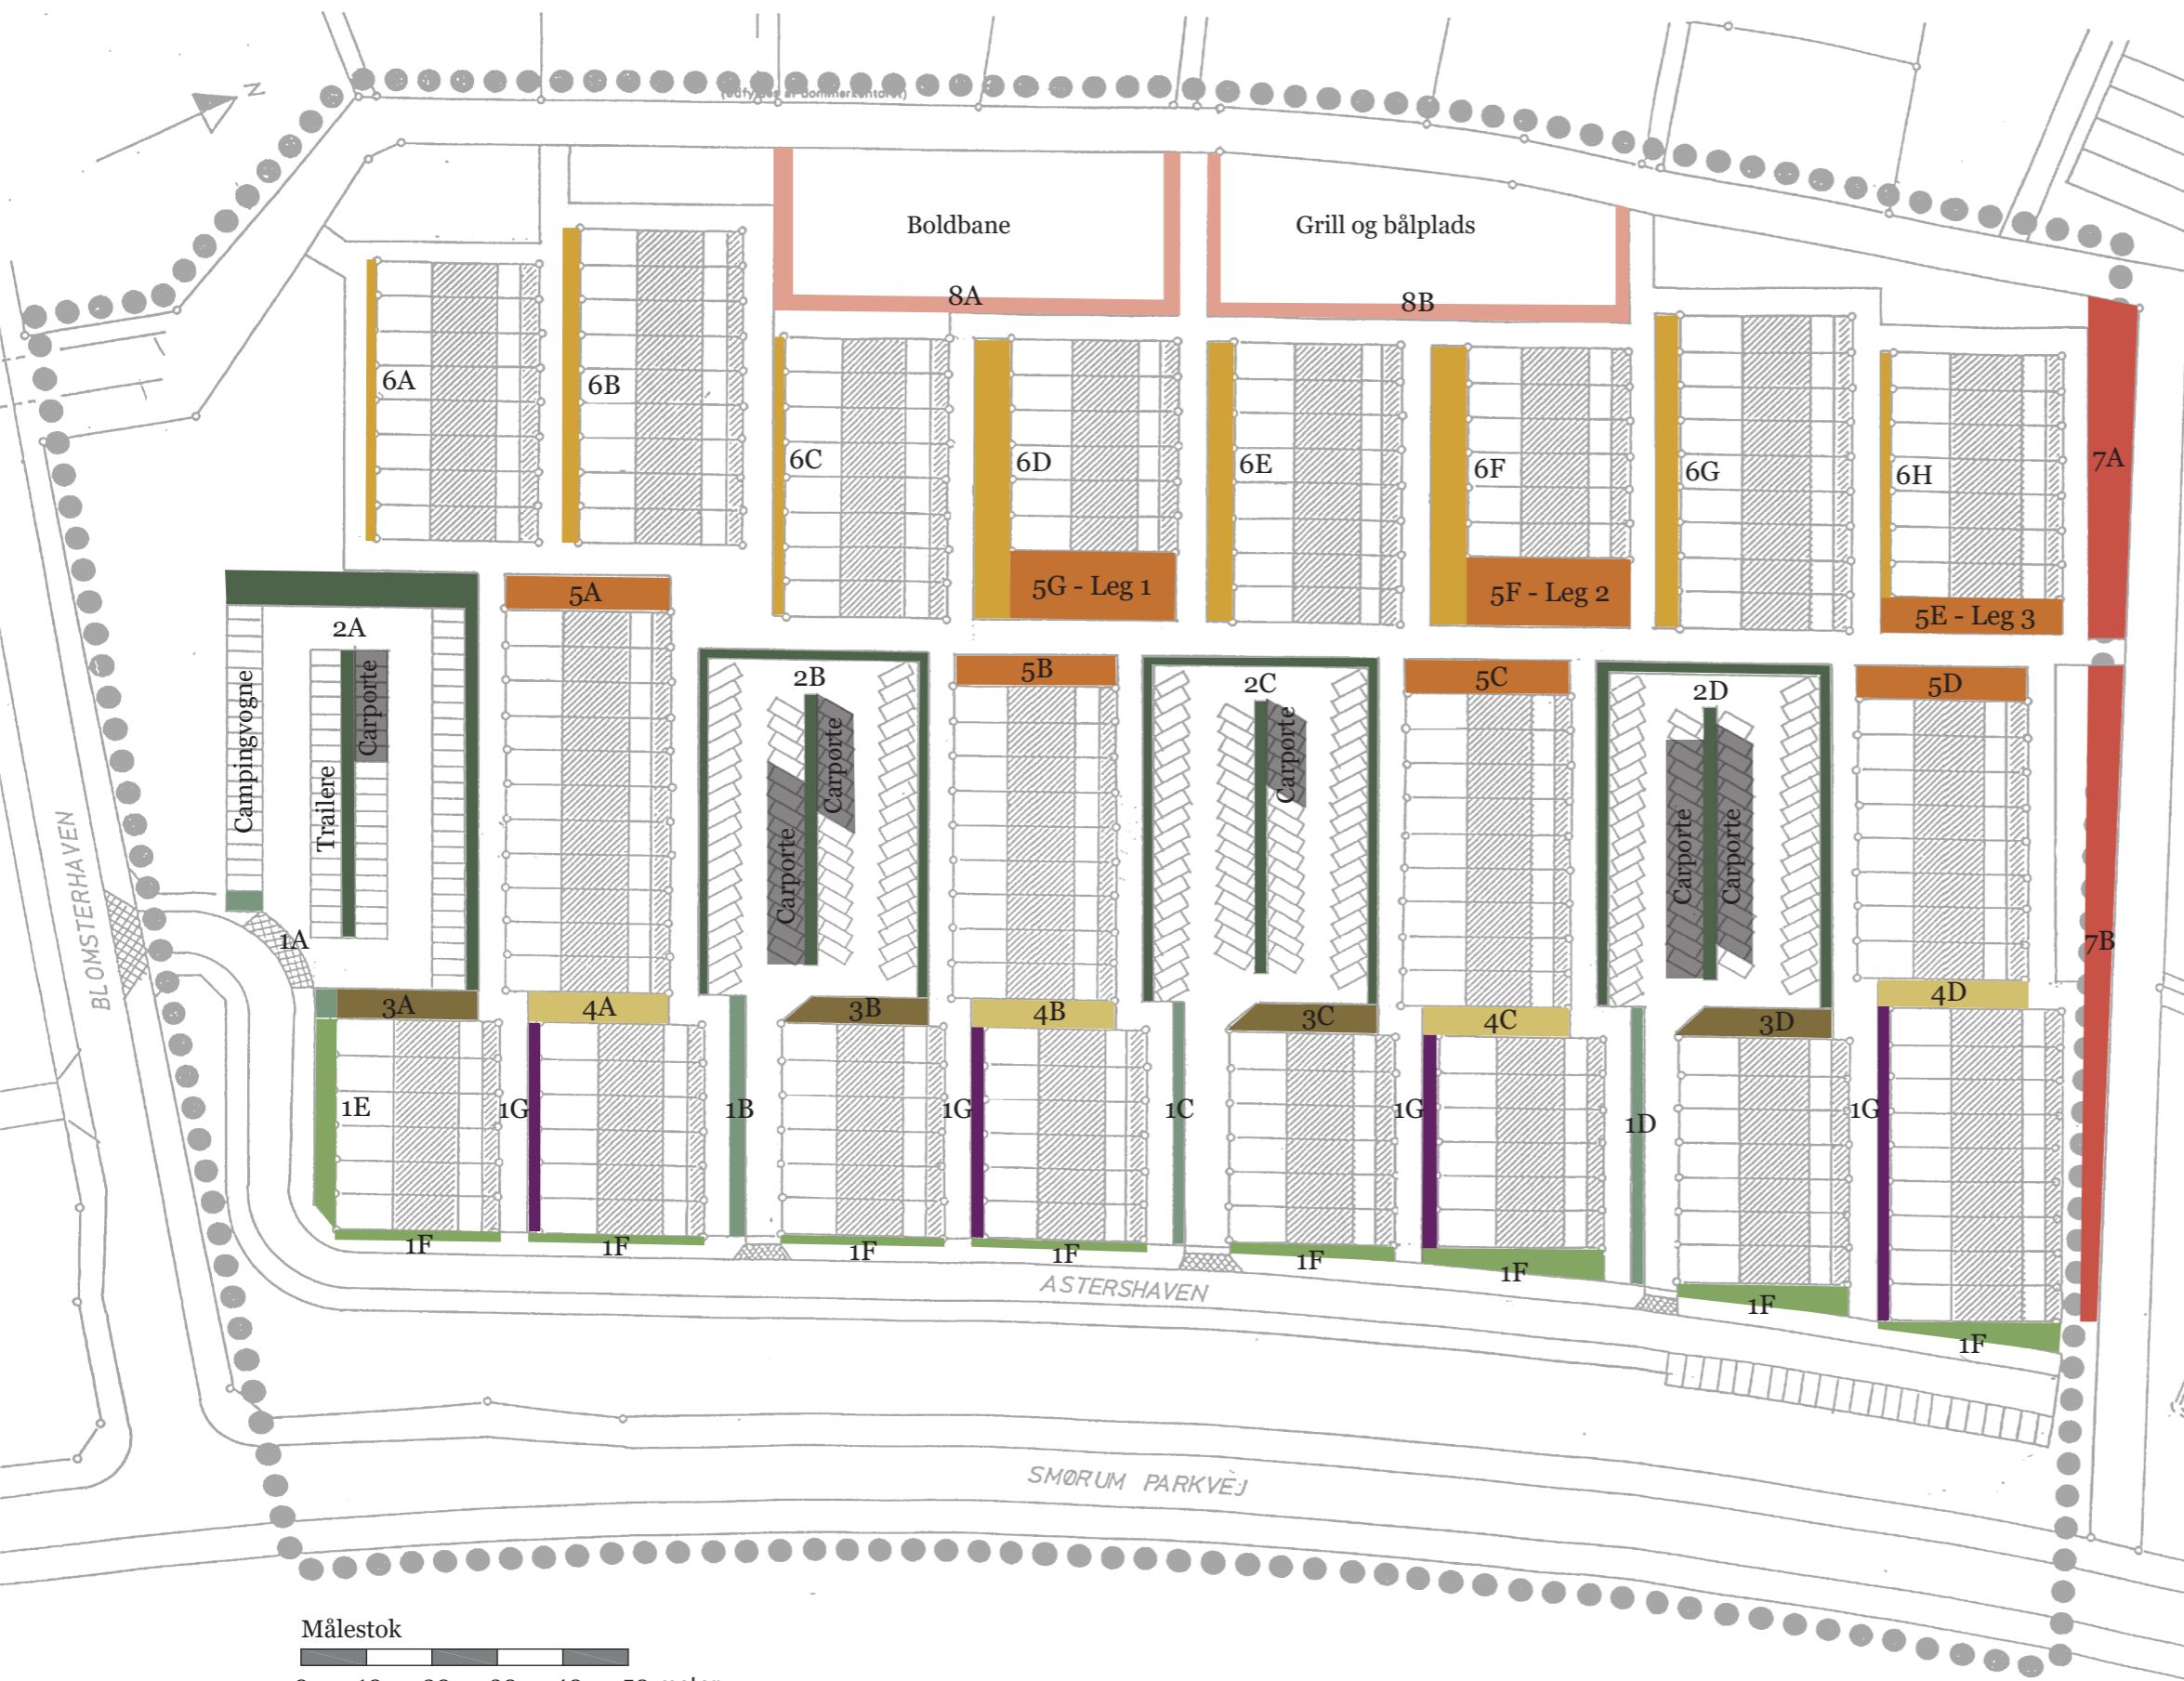 N
Boldbane
Grill og bålplads
8A
8B
6A
6B
6C
6D
6E
6F
6G
6H
7A
5A
5G - Leg 1
5F - Leg 2
5E - Leg 3
2A
2B
5B
2C
5C
2D
5D
Campingvogne
Trailere
Carporte
Carporte
Carporte
Carporte
Carporte
Carporte
BLOMSTERHAVEN
1A
7B
3A
4A
3B
4B
3C
4C
3D
4D
1E
1G
1B
1G
1C
1G
1D
1G
1F
1F
1F
1F
1F
1F
1F
1F
ASTERSHAVEN
SMØRUM PARKVEJ
Målestok